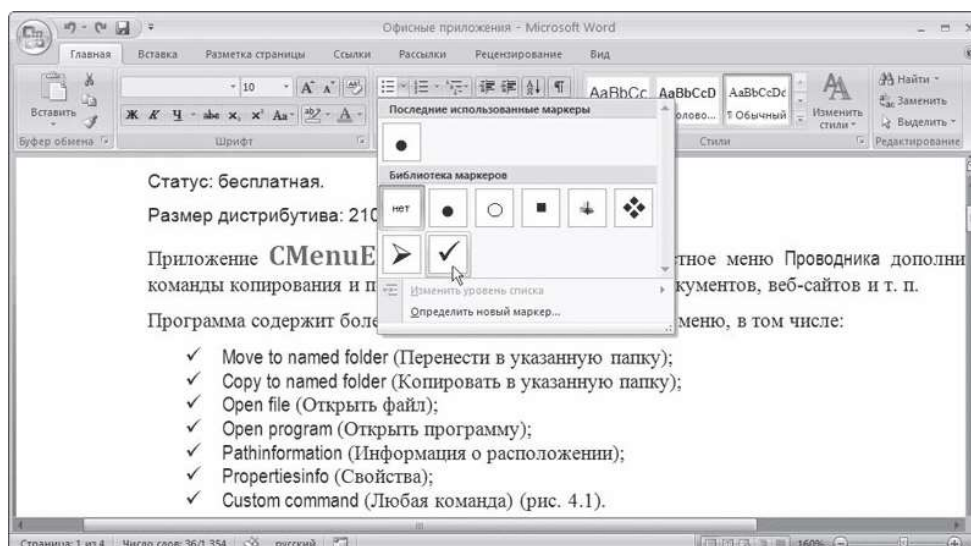 Офисные приложения - Microsoft Word
Главная Вставка Разметка страницы Ссылки Рассылки Рецензирование Вид
Вставить
10
Ж К Ч abc x, x² Aa
AaBbCc AaBbCcD AaBbCcDc
олово... ¶ Обычный
Изменить стили
Найти
Заменить
Выделить
Буфер обмена Шрифт Стили Редактирование
Последние использованные маркеры
Библиотека маркеров
нет
Изменить уровень списка
Определить новый маркер...
Статус: бесплатная.
Размер дистрибутива: 210
Приложение CMenuE тное меню Проводника дополни
команды копирования и п кументов, веб-сайтов и т. п.
Программа содержит боле меню, в том числе:
✓ Move to named folder (Перенести в указанную папку);
✓ Copy to named folder (Копировать в указанную папку);
✓ Open file (Открыть файл);
✓ Open program (Открыть программу);
✓ Pathinformation (Информация о расположении);
✓ Propertiesinfo (Свойства);
✓ Custom command (Любая команда) (рис. 4.1).
Страница: 1 из 4 Число слов: 36/1 354 русский 160%